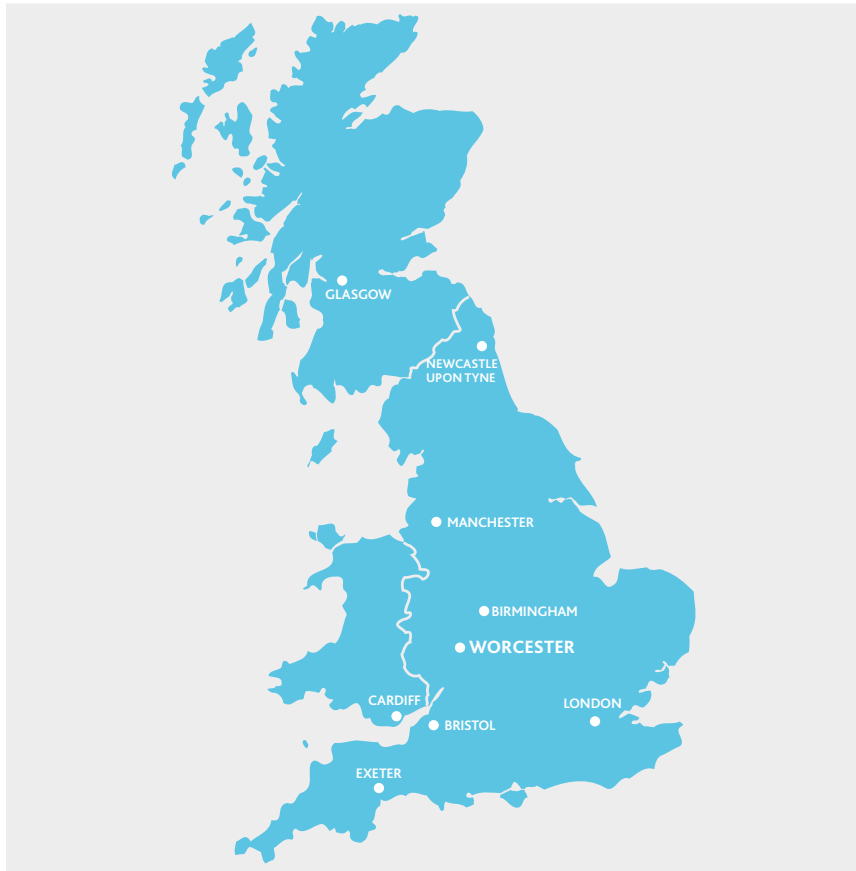 GLASGOW
NEWCASTLE
UPON TYNE
MANCHESTER
BIRMINGHAM
WORCESTER
CARDIFF
LONDON
BRISTOL
EXETER